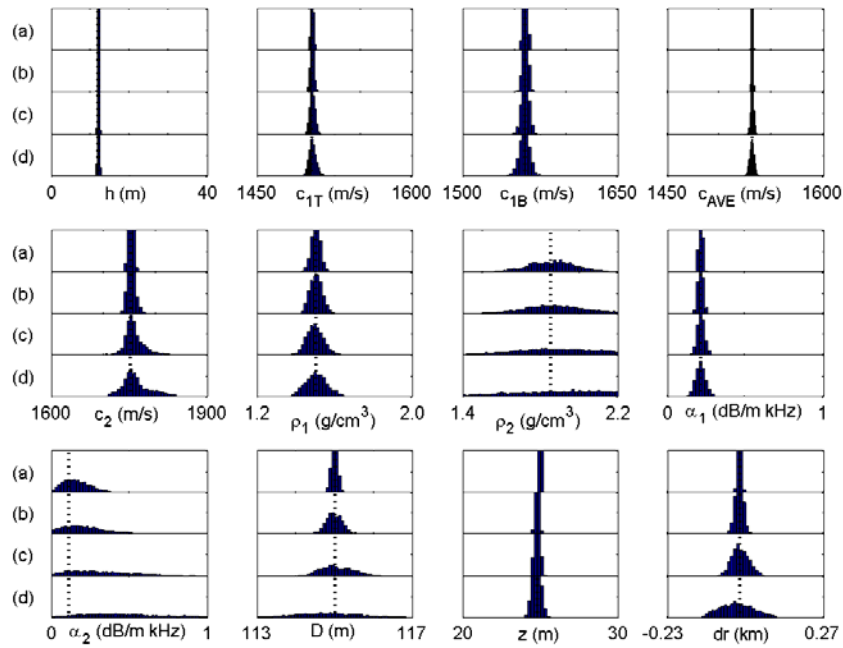 (a)
(b)
(c)
(d)
0 h (m) 40
1450 c1T (m/s) 1600
1500 c1B (m/s) 1650
1450 cAVE (m/s) 1600
(a)
(b)
(c)
(d)
1600 c2 (m/s) 1900
1.2 ρ1 (g/cm³) 2.0
1.4 ρ2 (g/cm³) 2.2
0 α1 (dB/m kHz) 1
(a)
(b)
(c)
(d)
0 α2 (dB/m kHz) 1
113 D (m) 117
20 z (m) 30
-0.23 dr (km) 0.27